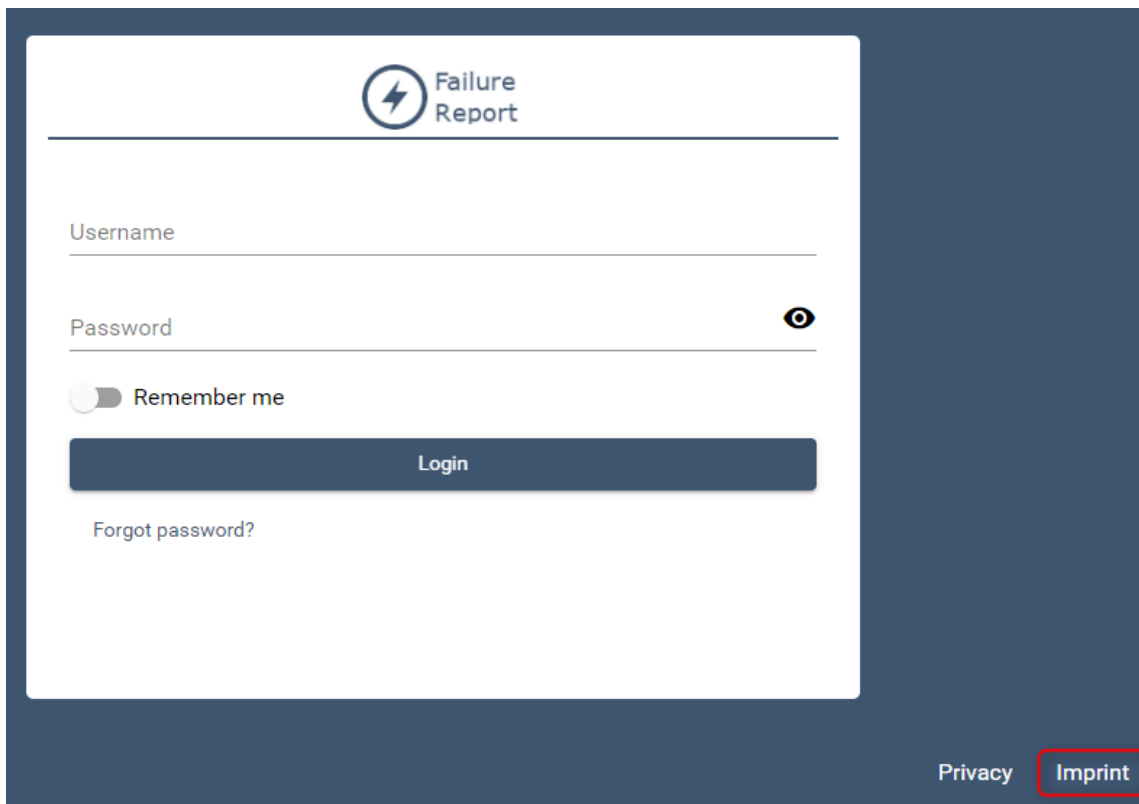 Failure
Report
Username
Password
Remember me
Login
Forgot password?
Privacy Imprint